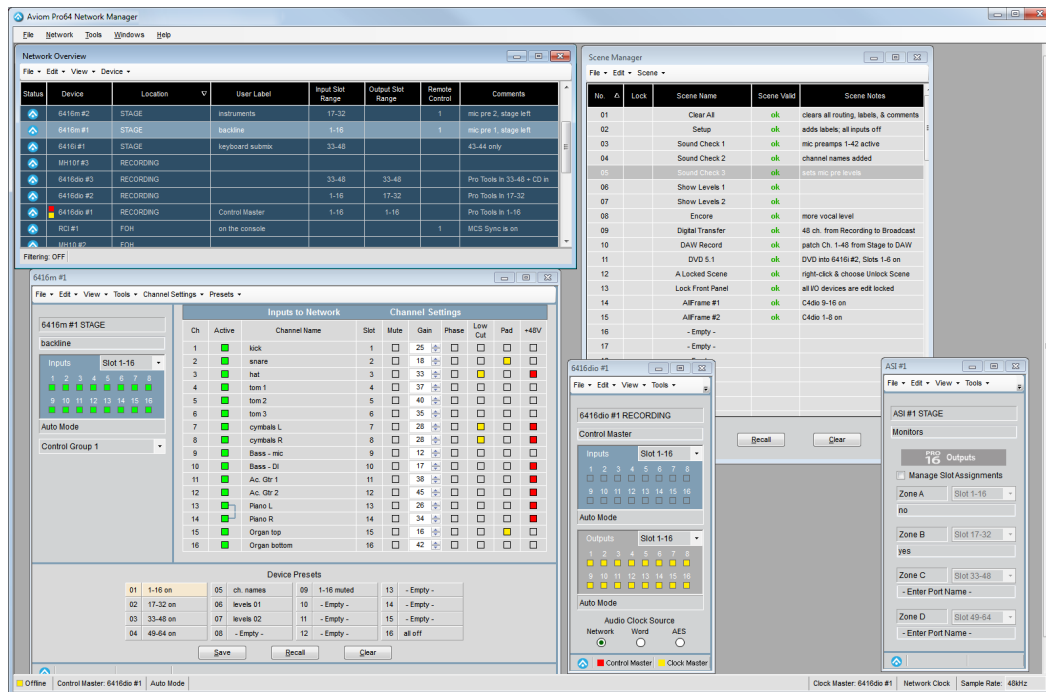 Aviom Pro64 Network Manager
File Network Tools Windows Help
Network Overview
File Edit View Device
Status Device Location User Label Input Slot Range Output Slot Range Remote Control Comments
6416m #2 STAGE instruments 17-32 1 mic pre 2, stage left
6416m #1 STAGE backline 1-16 1 mic pre 1, stage left
6416i #1 STAGE keyboard submix 33-48 43-44 only
MH10f #3 RECORDING
6416dio #3 RECORDING 33-48 33-48 Pro Tools In 33-48 + CD in
6416dio #2 RECORDING 1-16 17-32 Pro Tools In 17-32
6416dio #1 RECORDING Control Master 1-16 1-16 Pro Tools In 1-16
RCI #1 FOH on the console 1 MCS Sync is on
MH10 #2 FOH
Filtering: OFF
Scene Manager
File Edit Scene
No. Lock Scene Name Scene Valid Scene Notes
01 Clear All ok clears all routing, labels, & comments
02 Setup ok adds labels; all inputs off
03 Sound Check 1 ok mic preamps 1-42 active
04 Sound Check 2 ok channel names added
05 Sound Check 3 ok sets mic pre levels
06 Show Levels 1 ok
07 Show Levels 2 ok
08 Encore ok more vocal level
09 Digital Transfer ok 48 ch. from Recording to Broadcast
10 DAW Record ok patch Ch. 1-48 from Stage to DAW
11 DVD 5.1 ok DVD into 6416i #2, Slots 1-6 on
12 A Locked Scene ok right-click & choose Unlock Scene
13 Lock Front Panel ok all I/O devices are edit locked
14 AllFrame #1 ok C4dio 9-16 on
15 AllFrame #2 ok C4dio 1-8 on
16 - Empty -
17 - Empty -
Recall Clear
6416m #1
File Edit View Tools Channel Settings Presets
6416m #1 STAGE
backline
Inputs Slot 1-16
1 2 3 4 5 6 7 8
9 10 11 12 13 14 15 16
Auto Mode
Control Group 1
Inputs to Network Channel Settings
Ch Active Channel Name Slot Mute Gain Phase Low Cut Pad +48V
1 kick 1 25
2 snare 2 18
3 hat 3 33
4 tom 1 4 37
5 tom 2 5 40
6 tom 3 6 35
7 cymbals L 7 28
8 cymbals R 8 28
9 Bass - mic 9 12
10 Bass - DI 10 17
11 Ac. Gtr 1 11 38
12 Ac. Gtr 2 12 45
13 Piano L 13 26
14 Piano R 14 34
15 Organ top 15 16
16 Organ bottom 16 42
Device Presets
01 1-16 on 05 ch. names 09 1-16 muted 13 - Empty -
02 17-32 on 06 levels 01 10 - Empty - 14 - Empty -
03 33-48 on 07 levels 02 11 - Empty - 15 - Empty -
04 49-64 on 08 - Empty - 12 - Empty - 16 all off
Save Recall Clear
6416dio #1
File Edit View Tools
6416dio #1 RECORDING
Control Master
Inputs Slot 1-16
1 2 3 4 5 6 7 8
9 10 11 12 13 14 15 16
Auto Mode
Outputs Slot 1-16
1 2 3 4 5 6 7 8
9 10 11 12 13 14 15 16
Auto Mode
Audio Clock Source
Network Word AES
Control Master Clock Master
ASI #1
File Edit View Tools
ASI #1 STAGE
Monitors
PRO 16 Outputs
Manage Slot Assignments
Zone A Slot 1-16
no
Zone B Slot 17-32
yes
Zone C Slot 33-48
- Enter Port Name -
Zone D Slot 49-64
- Enter Port Name -
Offline Control Master: 6416dio #1 Auto Mode Clock Master: 6416dio #1 Network Clock Sample Rate: 48kHz